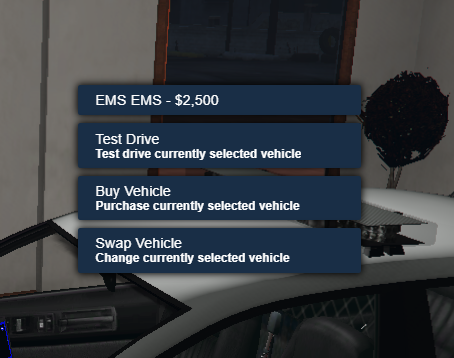 EMS EMS - $2,500
Test Drive
Test drive currently selected vehicle
Buy Vehicle
Purchase currently selected vehicle
Swap Vehicle
Change currently selected vehicle